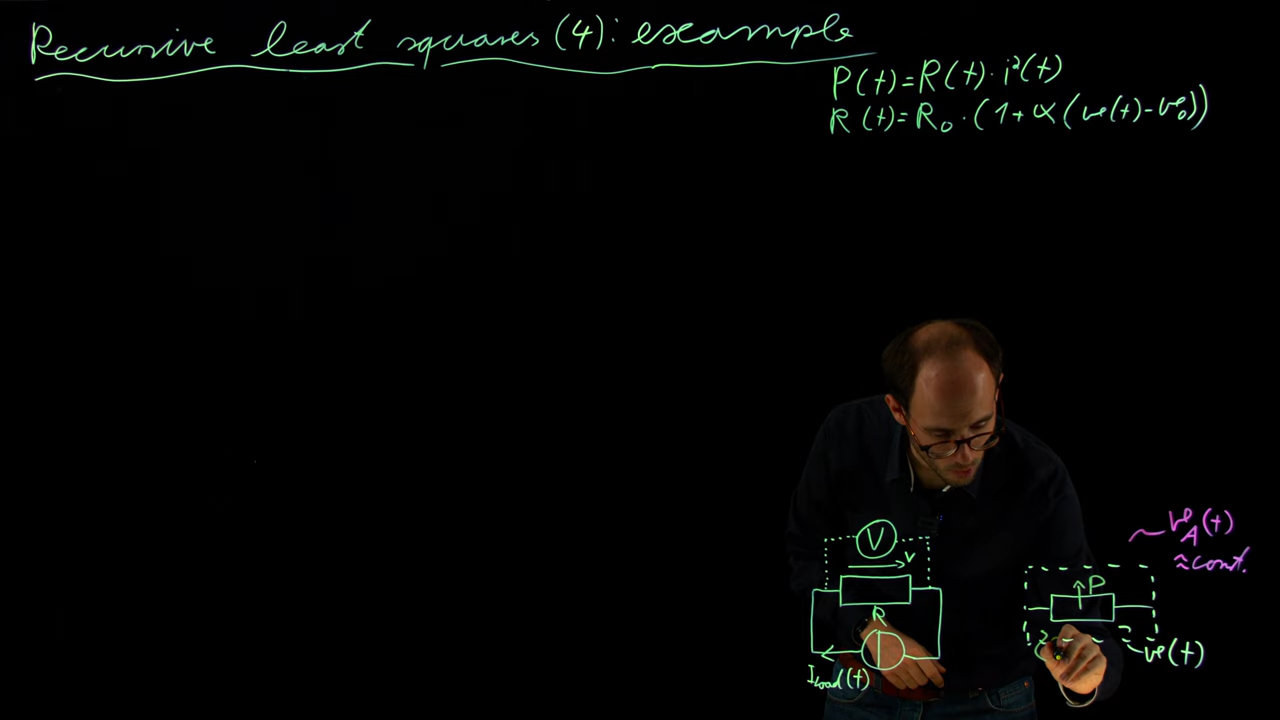 Recursive least squares (4): example
P(t)=R(t)·i²(t)
R(t)=R₀·(1+α(ϑ(t)-ϑ₀))
V
v
R
I_Load(t)
ϑ_A(t)
≈const.
P
ϑ(t)